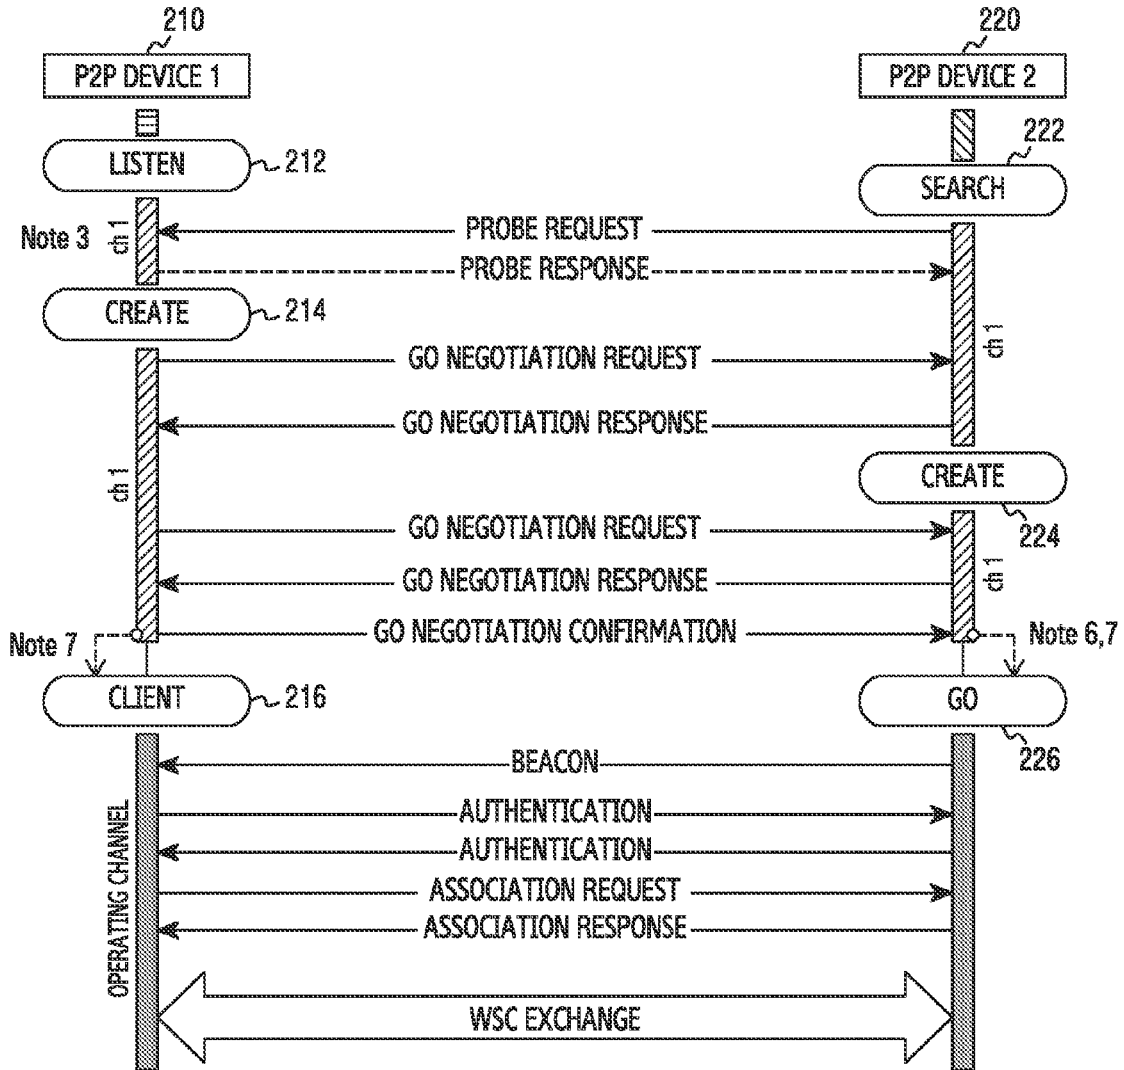 210
220
P2P DEVICE 1
P2P DEVICE 2
LISTEN
212
222
SEARCH
Note 3
ch 1
PROBE REQUEST
PROBE RESPONSE
CREATE
214
ch 1
GO NEGOTIATION REQUEST
GO NEGOTIATION RESPONSE
ch 1
CREATE
224
GO NEGOTIATION REQUEST
GO NEGOTIATION RESPONSE
ch 1
Note 7
GO NEGOTIATION CONFIRMATION
Note 6,7
CLIENT
216
GO
226
BEACON
OPERATING CHANNEL
AUTHENTICATION
AUTHENTICATION
ASSOCIATION REQUEST
ASSOCIATION RESPONSE
WSC EXCHANGE